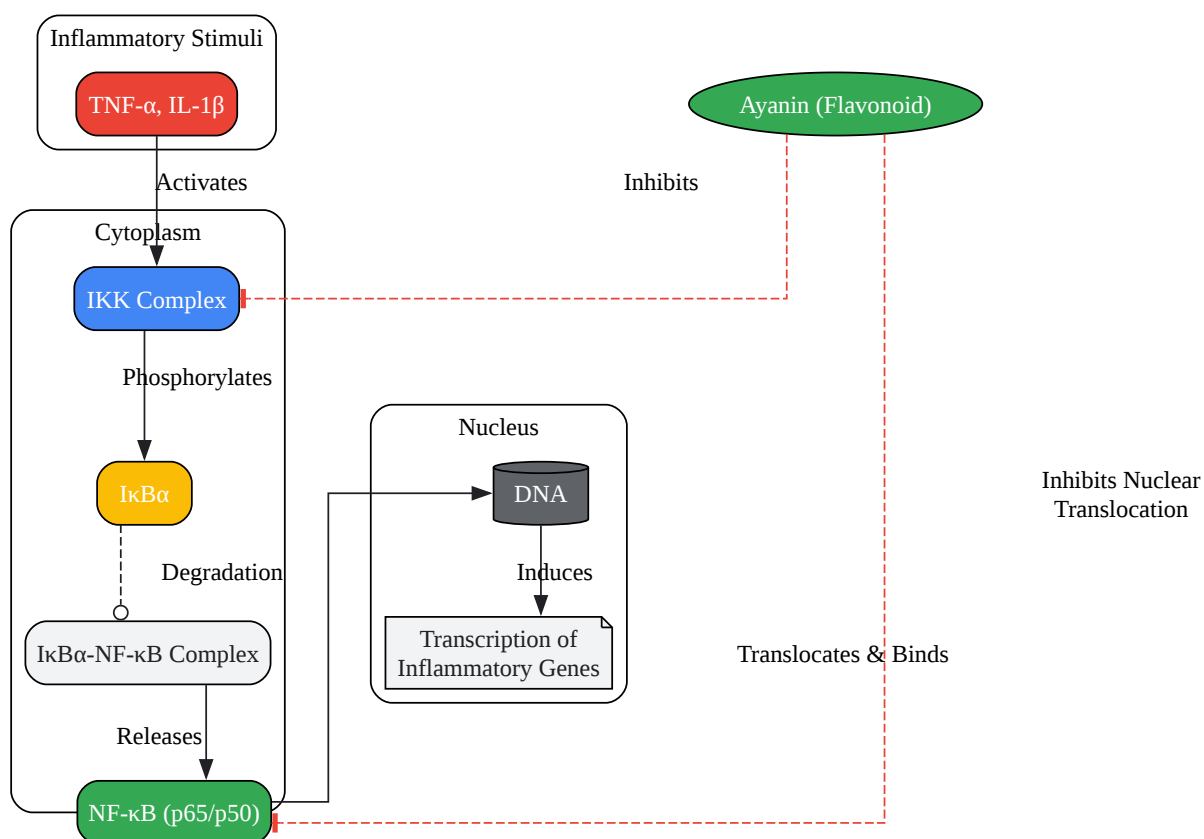 Inflammatory Stimuli
TNF-α, IL-1β
Ayanin (Flavonoid)
Activates
Inhibits
Cytoplasm
IKK Complex
Phosphorylates
Nucleus
IκBα
DNA
Inhibits Nuclear
Translocation
Degradation
Induces
IκBα-NF-κB Complex
Transcription of
Inflammatory Genes
Translocates & Binds
Releases
NF-κB (p65/p50)